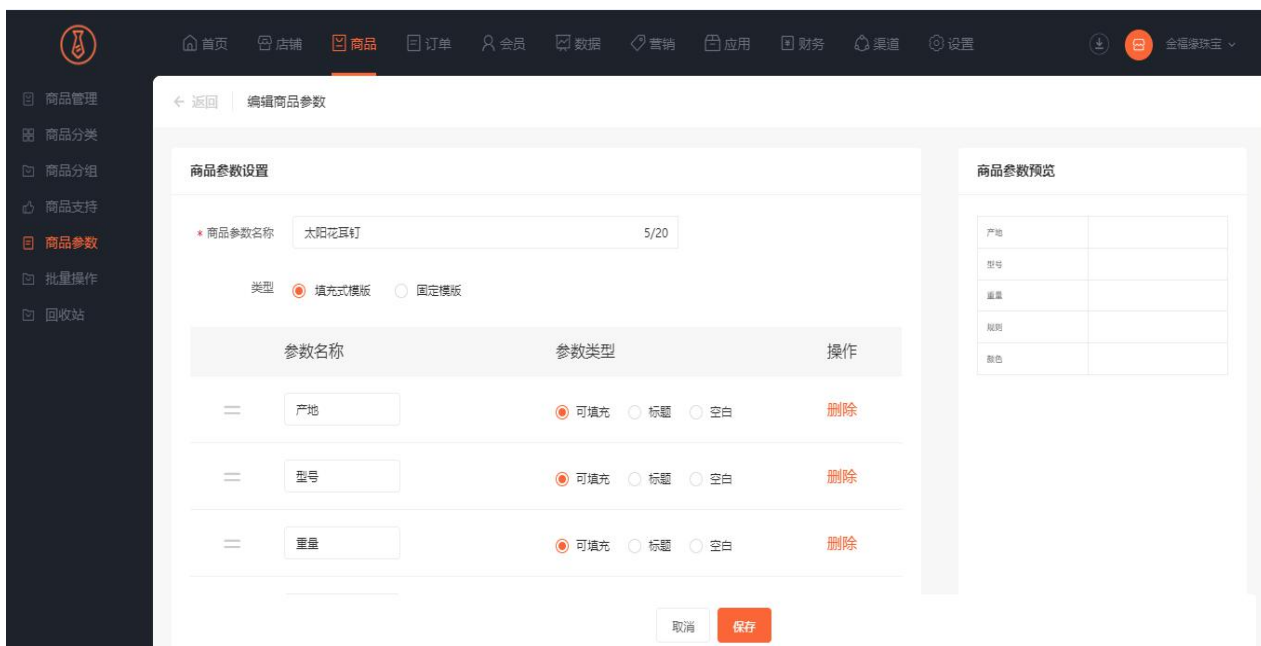 首页 店铺 商品 订单 会员 数据 营销 应用 财务 渠道 设置 金福缘珠宝
商品管理
商品分类
商品分组
商品支持
商品参数
批量操作
回收站
返回 编辑商品参数
商品参数设置
* 商品参数名称 太阳花耳钉 5/20
类型 填充式模版 固定模版
参数名称 参数类型 操作
产地 可填充 标题 空白 删除
型号 可填充 标题 空白 删除
重量 可填充 标题 空白 删除
取消 保存
商品参数预览
产地
型号
重量
规则
颜色